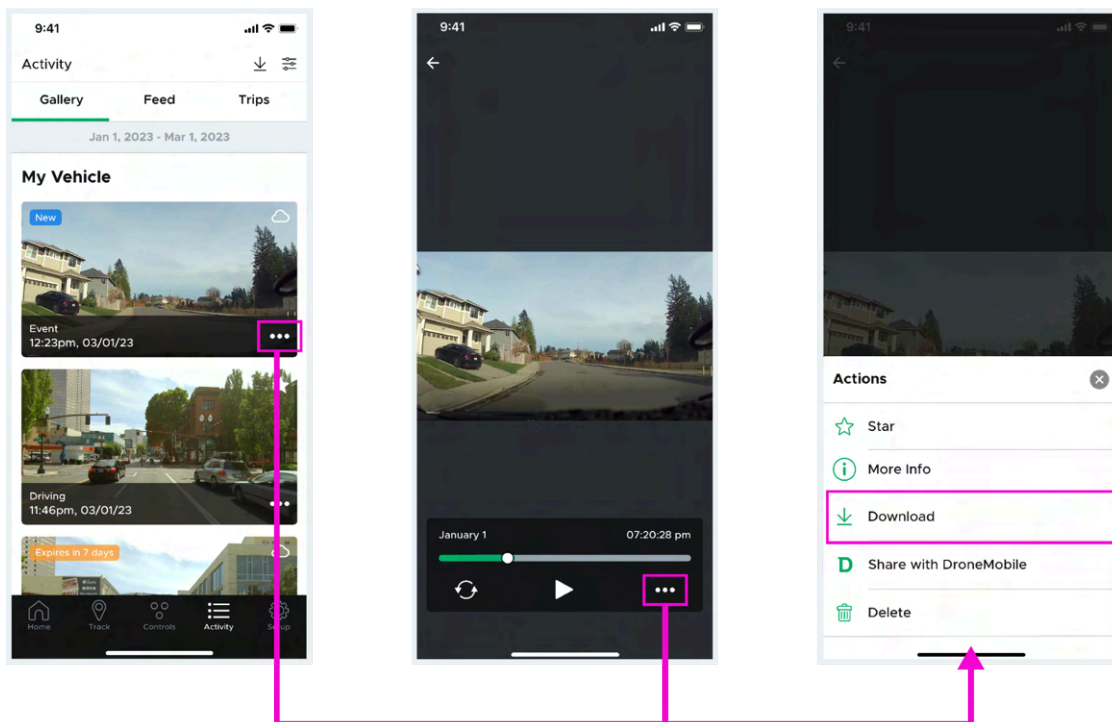 9:41
Activity
Gallery Feed Trips
Jan 1, 2023 - Mar 1, 2023
My Vehicle
New
Event
12:23pm, 03/01/23
Driving
11:46pm, 03/01/23
Expires in 7 days
Home Track Controls Activity Setup
9:41
January 1 07:20:28 pm
9:41
Actions
Star
More Info
Download
D Share with DroneMobile
Delete